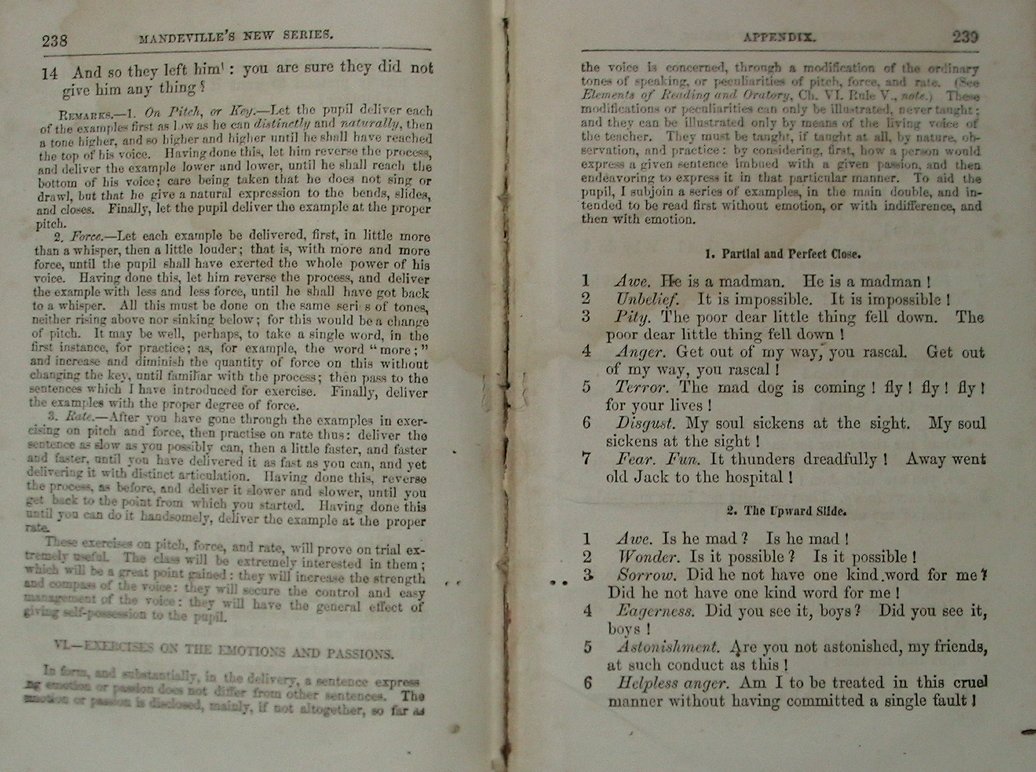 238 MANDEVILLE'S NEW SERIES.
14 And so they left him¹ : you are sure they did not
give him any thing ?
REMARKS.—1. On Pitch, or Key.—Let the pupil deliver each
of the examples first as low as he can distinctly and naturally, then
a tone higher, and so higher and higher until he shall have reached
the top of his voice. Having done this, let him reverse the process,
and deliver the example lower and lower, until he shall reach the
bottom of his voice; care being taken that he does not sing or
drawl, but that he give a natural expression to the bends, slides,
and closes. Finally, let the pupil deliver the example at the proper
pitch.
2. Force.—Let each example be delivered, first, in little more
than a whisper, then a little louder; that is, with more and more
force, until the pupil shall have exerted the whole power of his
voice. Having done this, let him reverse the process, and deliver
the example with less and less force, until he shall have got back
to a whisper. All this must be done on the same seri s of tones,
neither rising above nor sinking below; for this would be a change
of pitch. It may be well, perhaps, to take a single word, in the
first instance, for practice; as, for example, the word "more;"
and increase and diminish the quantity of force on this without
changing the key, until familiar with the process; then pass to the
sentences which I have introduced for exercise. Finally, deliver
the examples with the proper degree of force.
3. Rate.—After you have gone through the examples in exer-
cising on pitch and force, then practise on rate thus: deliver the
sentence as slow as you possibly can, then a little faster, and faster
and faster, until you have delivered it as fast as you can, and yet
delivering it with distinct articulation. Having done this, reverse
the process, as before, and deliver it slower and slower, until you
get back to the point from which you started. Having done this
until you can do it handsomely, deliver the example at the proper
rate.
These exercises on pitch, force, and rate, will prove on trial ex-
tremely useful. The class will be extremely interested in them;
which will be a great point gained: they will increase the strength
and compass of the voice: they will secure the control and easy
management of the voice: they will have the general effect of
giving self-possession to the pupil.
VI.—EXERCISES ON THE EMOTIONS AND PASSIONS.
In form, and substantially, in the delivery, a sentence express
ng emotion or passion does not differ from other sentences. The
emotion or passion is disclosed, mainly, if not altogether, so far as
APPENDIX. 239
the voice is concerned, through a modification of the ordinary
tones of speaking, or peculiarities of pitch, force, and rate. (See
Elements of Reading and Oratory, Ch. VI. Rule V., note.) These
modifications or peculiarities can only be illustrated, never taught;
and they can be illustrated only by means of the living voice of
the teacher. They must be taught, if taught at all, by nature, ob-
servation, and practice: by considering, first, how a person would
express a given sentence imbued with a given passion, and then
endeavoring to express it in that particular manner. To aid the
pupil, I subjoin a series of examples, in the main double, and in-
tended to be read first without emotion, or with indifference, and
then with emotion.
1. Partial and Perfect Close.
1 Awe. He is a madman. He is a madman !
2 Unbelief. It is impossible. It is impossible !
3 Pity. The poor dear little thing fell down. The
poor dear little thing fell down !
4 Anger. Get out of my way, you rascal. Get out
of my way, you rascal !
5 Terror. The mad dog is coming ! fly ! fly ! fly !
for your lives !
6 Disgust. My soul sickens at the sight. My soul
sickens at the sight !
7 Fear. Fun. It thunders dreadfully ! Away went
old Jack to the hospital !
2. The Upward Slide.
1 Awe. Is he mad ? Is he mad !
2 Wonder. Is it possible ? Is it possible !
3 Sorrow. Did he not have one kind word for me ?
Did he not have one kind word for me !
4 Eagerness. Did you see it, boys ? Did you see it,
boys !
5 Astonishment. Are you not astonished, my friends,
at such conduct as this !
6 Helpless anger. Am I to be treated in this cruel
manner without having committed a single fault !